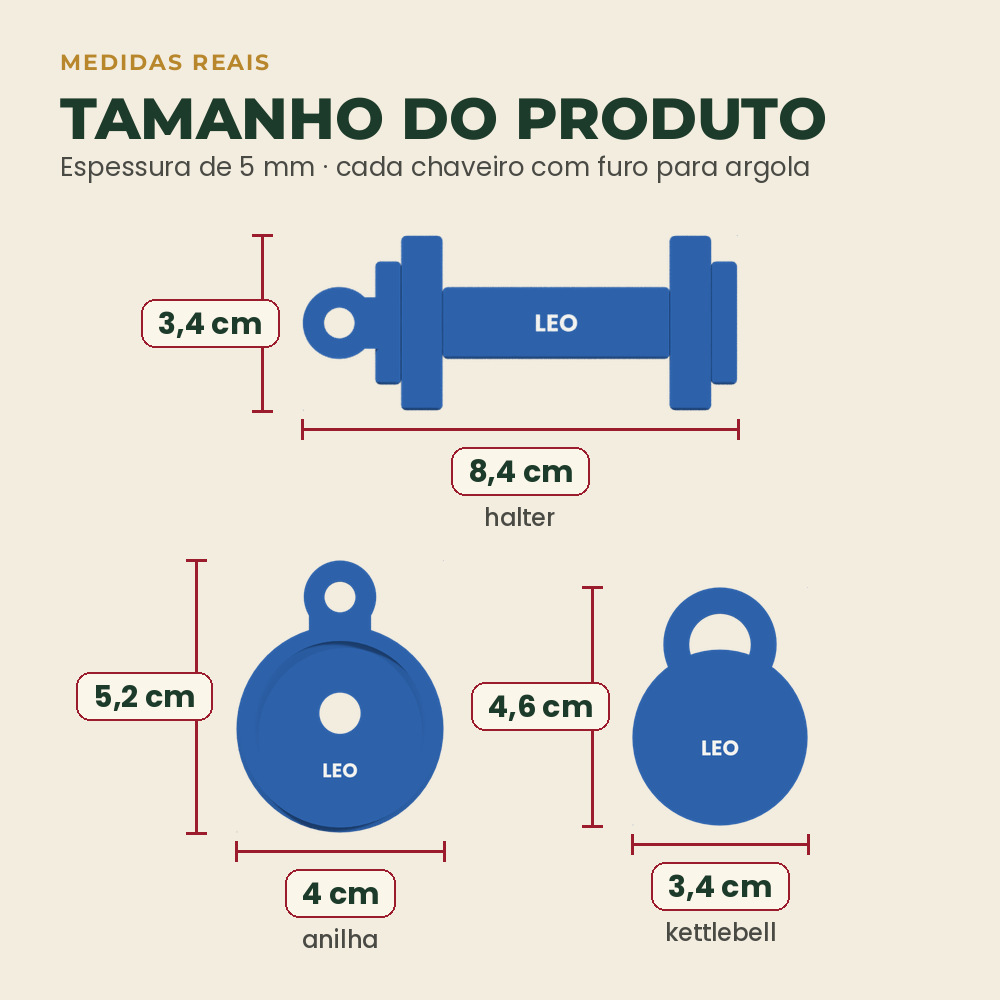 MEDIDAS REAIS
TAMANHO DO PRODUTO
Espessura de 5 mm · cada chaveiro com furo para argola
3,4 cm
LEO
8,4 cm
halter
5,2 cm
LEO
4 cm
anilha
4,6 cm
LEO
3,4 cm
kettlebell